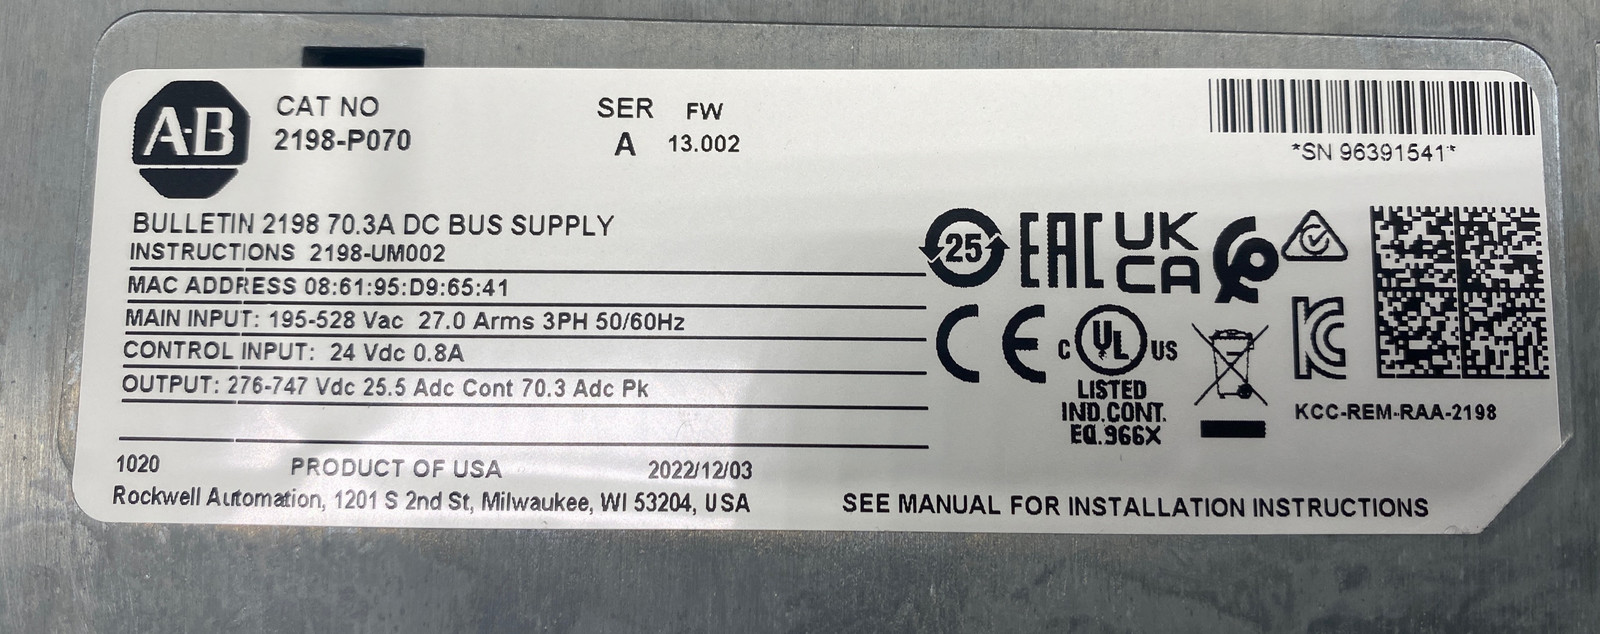 A-B
CAT NO
2198-P070
SER FW
A 13.002
*SN 96391541*
BULLETIN 2198 70.3A DC BUS SUPPLY
INSTRUCTIONS 2198-UM002
MAC ADDRESS 08:61:95:D9:65:41
MAIN INPUT: 195-528 Vac 27.0 Arms 3PH 50/60Hz
CONTROL INPUT: 24 Vdc 0.8A
OUTPUT: 276-747 Vdc 25.5 Adc Cont 70.3 Adc Pk
25 EAC UK
CA
CE C UL US
LISTED
IND.CONT.
EQ.966X
KC
KCC-REM-RAA-2198
1020 PRODUCT OF USA 2022/12/03
Rockwell Automation, 1201 S 2nd St, Milwaukee, WI 53204, USA
SEE MANUAL FOR INSTALLATION INSTRUCTIONS